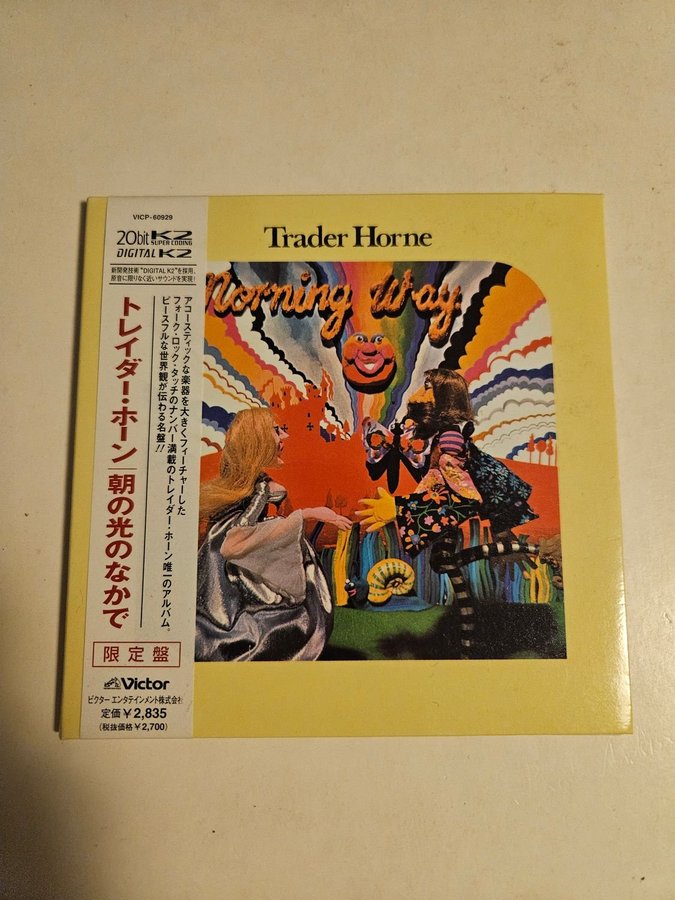 VICP-60929
20bit K2
SUPER CODING
DIGITAL K2
新開発技術“DIGITAL K2”を採用、
原音に限りなく近いサウンドを実現!
トレイダー・ホーン│朝の光のなかで
アコースティックな楽器を大きくフィーチャーした
フォーク・ロック・タッチのナンバー満載のトレイダー・ホーン唯一のアルバム。
ピースフルな世界観が伝わる名盤!!
限定盤
Victor
ビクターエンタテインメント株式会社
定価¥2,835
(税抜価格¥2,700)
Trader Horne
Morning Way